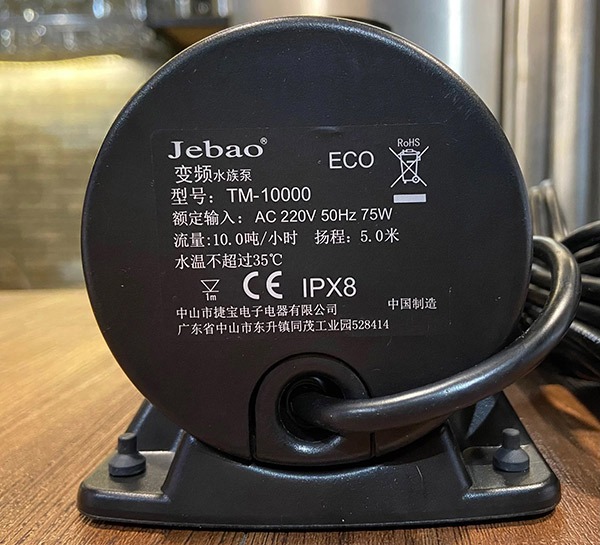 Jebao®
ECO
RoHS
变频水族泵
型号：TM-10000
额定输入：AC 220V 50Hz 75W
流量:10.0吨/小时 扬程：5.0米
水温不超过35℃
1m
CE IPX8
中山市捷宝电子电器有限公司
中国制造
广东省中山市东升镇同茂工业园528414